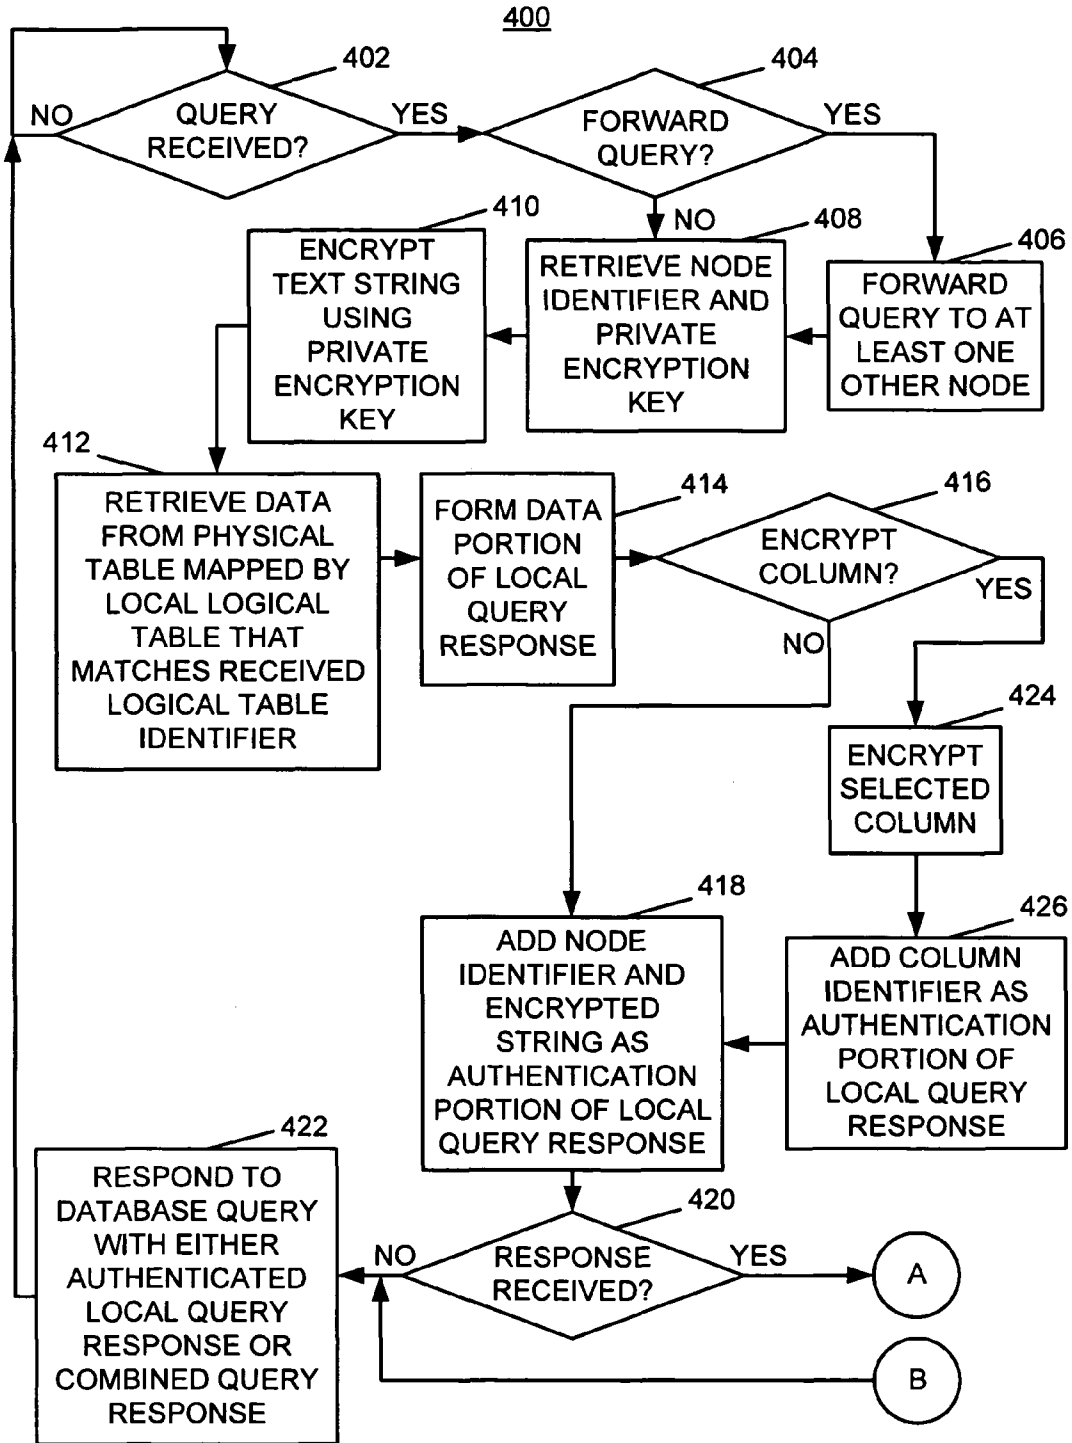 400
402
QUERY
RECEIVED?
NO
YES
404
FORWARD
QUERY?
YES
NO
406
FORWARD
QUERY TO AT
LEAST ONE
OTHER NODE
408
RETRIEVE NODE
IDENTIFIER AND
PRIVATE
ENCRYPTION
KEY
410
ENCRYPT
TEXT STRING
USING
PRIVATE
ENCRYPTION
KEY
412
RETRIEVE DATA
FROM PHYSICAL
TABLE MAPPED BY
LOCAL LOGICAL
TABLE THAT
MATCHES RECEIVED
LOGICAL TABLE
IDENTIFIER
414
FORM DATA
PORTION
OF LOCAL
QUERY
RESPONSE
416
ENCRYPT
COLUMN?
YES
NO
424
ENCRYPT
SELECTED
COLUMN
426
ADD COLUMN
IDENTIFIER AS
AUTHENTICATION
PORTION OF
LOCAL QUERY
RESPONSE
418
ADD NODE
IDENTIFIER AND
ENCRYPTED
STRING AS
AUTHENTICATION
PORTION OF LOCAL
QUERY RESPONSE
420
RESPONSE
RECEIVED?
NO
YES
A
B
422
RESPOND TO
DATABASE QUERY
WITH EITHER
AUTHENTICATED
LOCAL QUERY
RESPONSE OR
COMBINED QUERY
RESPONSE